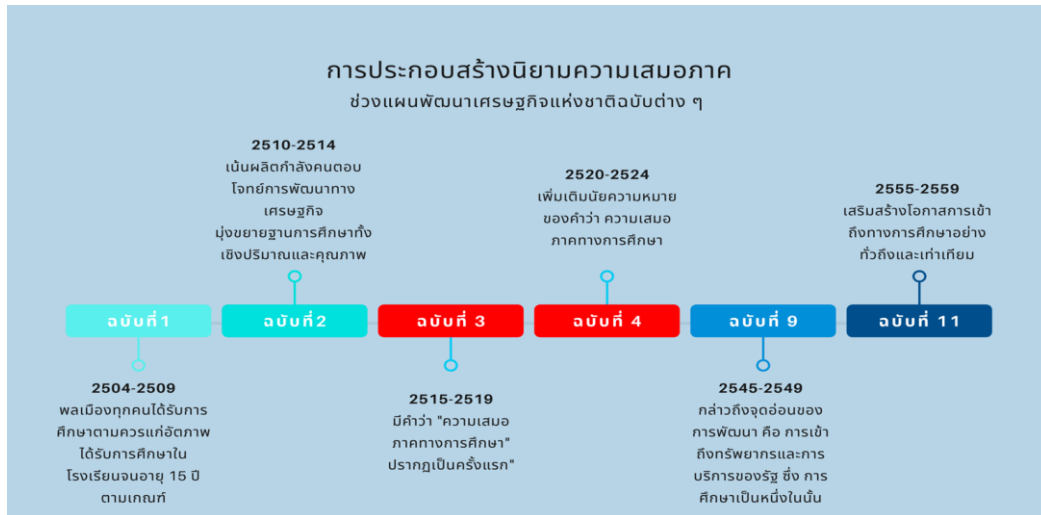 การประกอบสร้างนิยามความเสมอภาค
ช่วงแผนพัฒนาเศรษฐกิจแห่งชาติฉบับต่าง ๆ
2510-2514
เน้นผลิตกำลังคนตอบ
โจทย์การพัฒนาทาง
เศรษฐกิจ
มุ่งขยายฐานการศึกษาทั้ง
เชิงปริมาณและคุณภาพ
2520-2524
เพิ่มเติมนัยความหมาย
ของคำว่า ความเสมอ
ภาคทางการศึกษา
2555-2559
เสริมสร้างโอกาสการเข้า
ถึงทางการศึกษาอย่าง
ทั่วถึงและเท่าเทียม
ฉบับที่1
ฉบับที่2
ฉบับที่ 3
ฉบับที่ 4
ฉบับที่ 9
ฉบับที่ 11
2504-2509
พลเมืองทุกคนได้รับการ
ศึกษาตามควรแก่อัตภาพ
ได้รับการศึกษาใน
โรงเรียนจนอายุ 15 ปี
ตามเกณฑ์
2515-2519
มีคำว่า "ความเสมอ
ภาคทางการศึกษา"
ปรากฏเป็นครั้งแรก"
2545-2549
กล่าวถึงจุดอ่อนของ
การพัฒนา คือ การเข้า
ถึงทรัพยากรและการ
บริการของรัฐ ซึ่ง การ
ศึกษาเป็นหนึ่งในนั้น